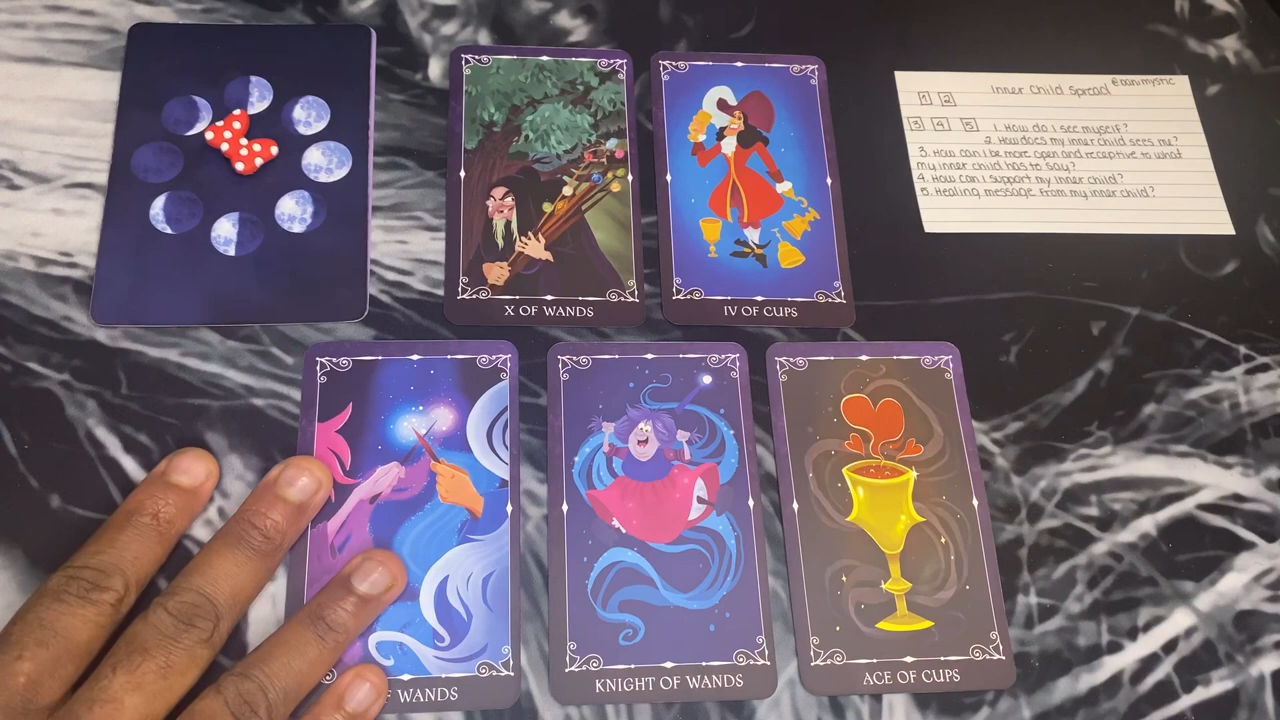 X OF WANDS
IV OF CUPS
Inner Child Spread @danimystic
1 2
3 4 5 1. How do I see myself?
2. How does my inner child sees me?
3. How can I be more open and receptive to what
my inner child has to say?
4. How can I support my inner child?
5. Healing message from my inner child?
OF WANDS
KNIGHT OF WANDS
ACE OF CUPS